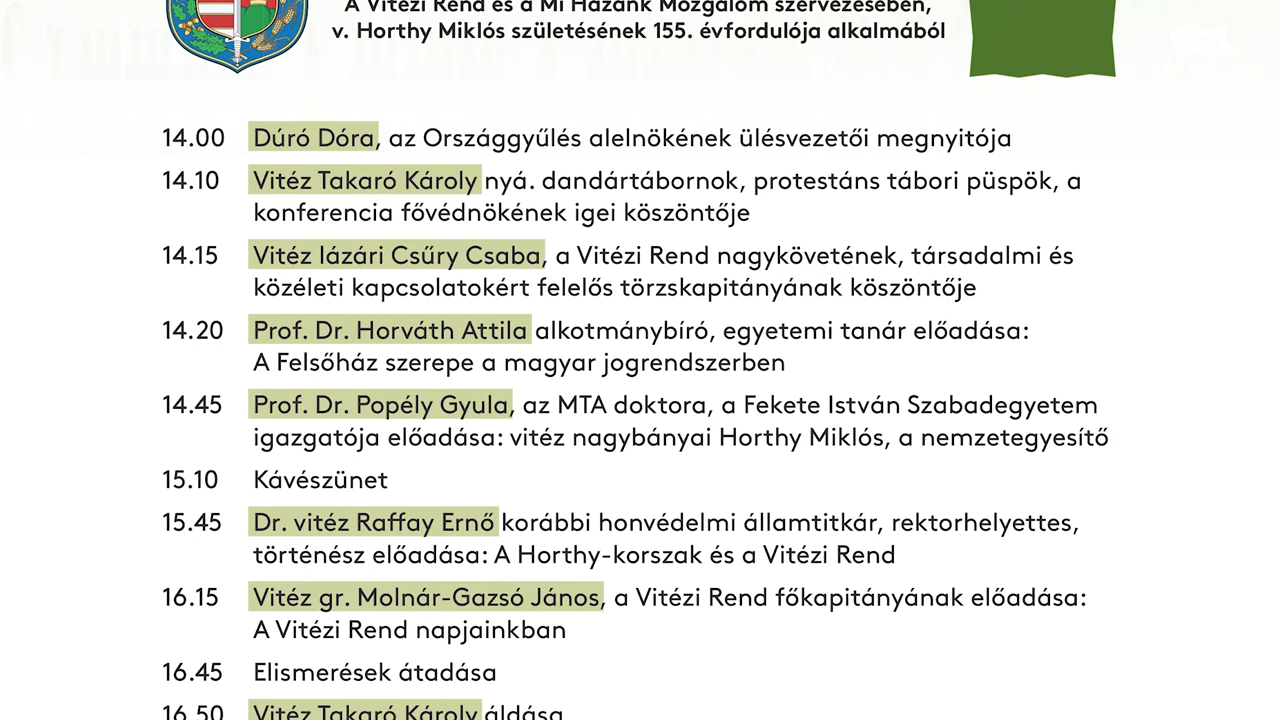 A Vitézi Rend és a Mi Hazánk Mozgalom szervezésében,
v. Horthy Miklós születésének 155. évfordulója alkalmából
14.00 Dúró Dóra, az Országgyűlés alelnökének ülésvezetői megnyitója
14.10 Vitéz Takaró Károly nyá. dandártábornok, protestáns tábori püspök, a
konferencia fővédnökének igei köszöntője
14.15 Vitéz lázári Csűry Csaba, a Vitézi Rend nagykövetének, társadalmi és
közéleti kapcsolatokért felelős törzskapitányának köszöntője
14.20 Prof. Dr. Horváth Attila alkotmánybíró, egyetemi tanár előadása:
A Felsőház szerepe a magyar jogrendszerben
14.45 Prof. Dr. Popély Gyula, az MTA doktora, a Fekete István Szabadegyetem
igazgatója előadása: vitéz nagybányai Horthy Miklós, a nemzetegyesítő
15.10 Kávészünet
15.45 Dr. vitéz Raffay Ernő korábbi honvédelmi államtitkár, rektorhelyettes,
történész előadása: A Horthy-korszak és a Vitézi Rend
16.15 Vitéz gr. Molnár-Gazsó János, a Vitézi Rend főkapitányának előadása:
A Vitézi Rend napjainkban
16.45 Elismerések átadása
16.50 Vitéz Takaró Károly áldása